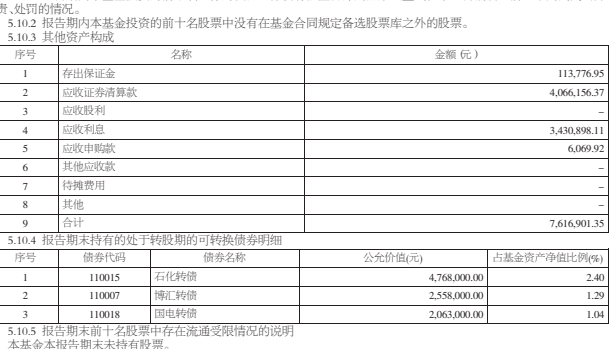 责、处罚的情况。
5.10.2 报告期内本基金投资的前十名股票中没有在基金合同规定备选股票库之外的股票。
5.10.3 其他资产构成
序号 名称 金额(元)
1 存出保证金 113,776.95
2 应收证券清算款 4,066,156.37
3 应收股利 –
4 应收利息 3,430,898.11
5 应收申购款 6,069.92
6 其他应收款 –
7 待摊费用 –
8 其他 –
9 合计 7,616,901.35
5.10.4 报告期末持有的处于转股期的可转换债券明细
序号 债券代码 债券名称 公允价值(元) 占基金资产净值比例(%)
1 110015 石化转债 4,768,000.00 2.40
2 110007 博汇转债 2,558,000.00 1.29
3 110018 国电转债 2,063,000.00 1.04
5.10.5 报告期末前十名股票中存在流通受限情况的说明
本基金本报告期末未持有股票。